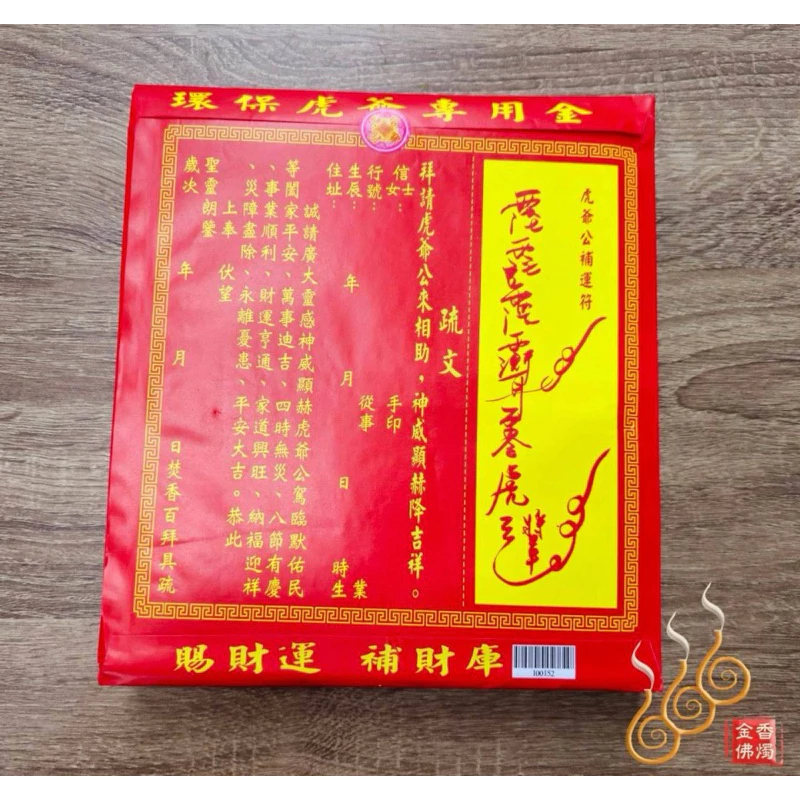 環保虎爺專用金
虎爺公補運符
疏文
拜請虎爺公來相助，神威顯赫降吉祥。
信士女： 手印
行號： 從事 業
生辰： 年 月 日 時生
住址：
誠請廣大靈感神威顯赫虎爺公駕臨默佑民
等闔家平安、萬事迪吉、四時無災、八節有慶
、事業順利、財運亨通、家道興旺、納福迎祥
、災障盡除、永離憂患、平安大吉。恭此
上奉 伏望
聖靈朗鑒
歲次 年 月 日焚香百拜具疏
賜財運 補財庫
100152
香燭
金佛